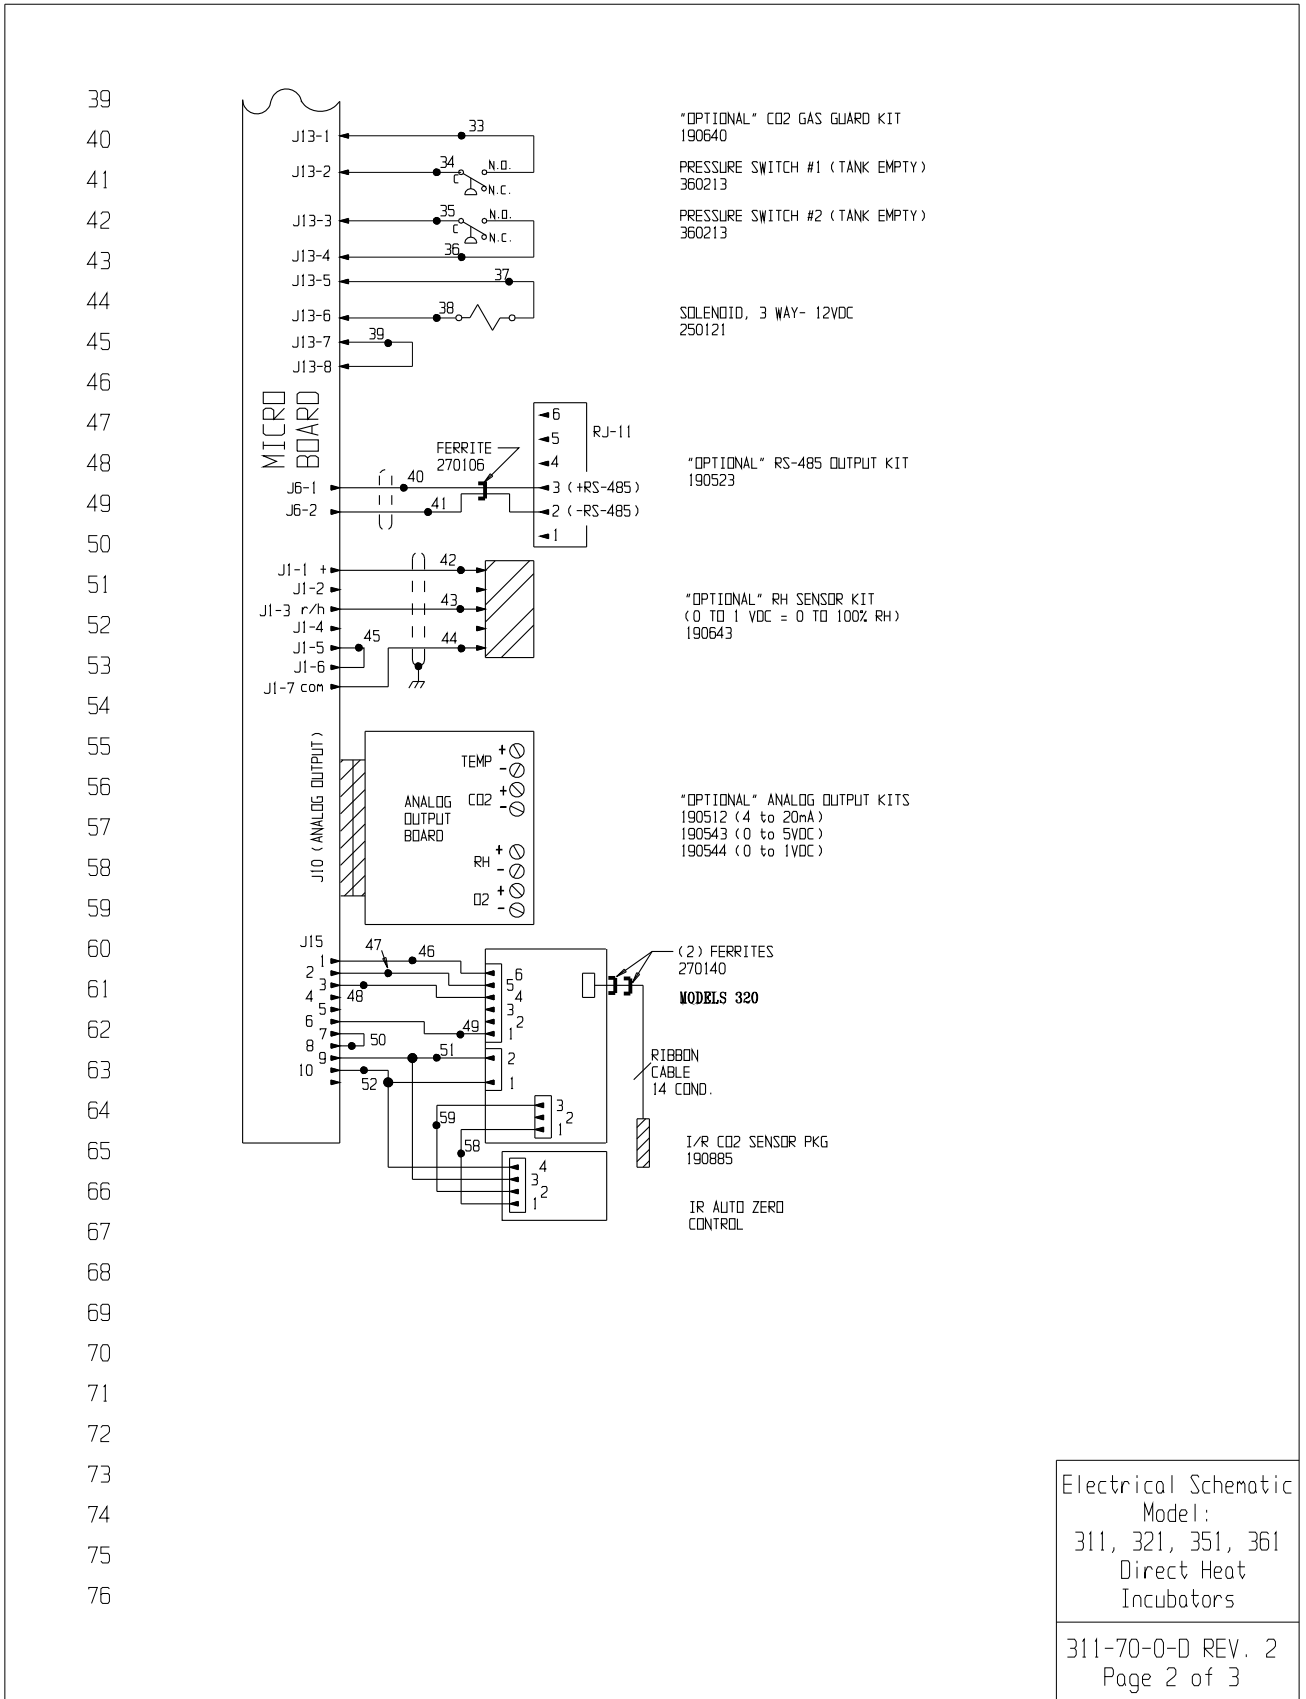 39
40
41
42
43
44
45
46
47
48
49
50
51
52
53
54
55
56
57
58
59
60
61
62
63
64
65
66
67
68
69
70
71
72
73
74
75
76
MICRO
BOARD
J13-1
33
J13-2
34
N.O.
C
N.C.
J13-3
35
N.O.
C
N.C.
J13-4
36
J13-5
37
J13-6
38
J13-7
39
J13-8
"OPTIONAL" CO2 GAS GUARD KIT
190640
PRESSURE SWITCH #1 (TANK EMPTY)
360213
PRESSURE SWITCH #2 (TANK EMPTY)
360213
SOLENOID, 3 WAY- 12VDC
250121
FERRITE
270106
J6-1
40
J6-2
41
6
5
4
3 (+RS-485)
2 (-RS-485)
1
RJ-11
"OPTIONAL" RS-485 OUTPUT KIT
190523
J1-1 +
42
J1-2
J1-3 r/h
43
J1-4
J1-5
45
44
J1-6
J1-7 com
"OPTIONAL" RH SENSOR KIT
(0 TO 1 VDC = 0 TO 100% RH)
190643
J10 (ANALOG OUTPUT)
ANALOG
OUTPUT
BOARD
TEMP + -
CO2 + -
RH + -
O2 + -
"OPTIONAL" ANALOG OUTPUT KITS
190512 (4 to 20mA)
190543 (0 to 5VDC)
190544 (0 to 1VDC)
J15
1
2
3
4
5
6
7
8
9
10
47
46
48
49
50
51
52
6
5
4
3
2
1
2
1
3
2
1
59
58
4
3
2
1
(2) FERRITES
270140
MODELS 320
RIBBON
CABLE
14 COND.
I/R CO2 SENSOR PKG
190885
IR AUTO ZERO
CONTROL
Electrical Schematic
Model:
311, 321, 351, 361
Direct Heat
Incubators
311-70-0-D REV. 2
Page 2 of 3